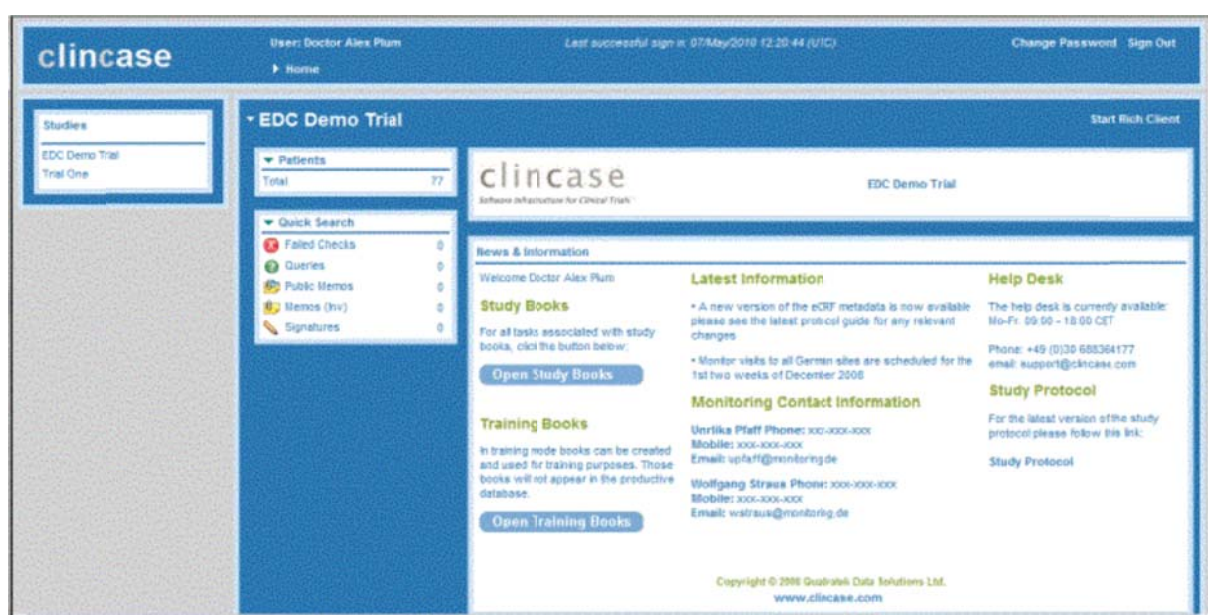 clincase
User: Doctor Alex Plum
Last successful sign in: 07/May/2010 12:20:44 (UTC)
Change Password Sign Out
Home
Studies
EDC Demo Trial
Trial One
EDC Demo Trial
Start Rich Client
Patients
Total 77
Quick Search
Failed Checks 0
Queries 0
Public Memos 0
Memos (Inv) 0
Signatures 0
clincase
Software Infrastructure for Clinical Trials
EDC Demo Trial
News & Information
Welcome Doctor Alex Plum
Study Books
For all tasks associated with study
books, click the button below:
Open Study Books
Training Books
In training mode books can be created
and used for training purposes. Those
books will not appear in the productive
database.
Open Training Books
Latest Information
• A new version of the eCRF metadata is now available
please see the latest protocol guide for any relevant
changes
• Monitor visits to all German sites are scheduled for the
1st two weeks of December 2008
Monitoring Contact Information
Unrlika Pfaff Phone: xxx-xxx-xxx
Mobile: xxx-xxx-xxx
Email: upfaff@monitoring.de
Wolfgang Straus Phone: xxx-xxx-xxx
Mobile: xxx-xxx-xxx
Email: wstraus@monitoring.de
Help Desk
The help desk is currently available:
Mo-Fr. 09:00 - 18:00 CET
Phone: +49 (0)30 688364177
email: support@clincase.com
Study Protocol
For the latest version of the study
protocol please follow this link:
Study Protocol
Copyright © 2008 Quadratek Data Solutions Ltd.
www.clincase.com